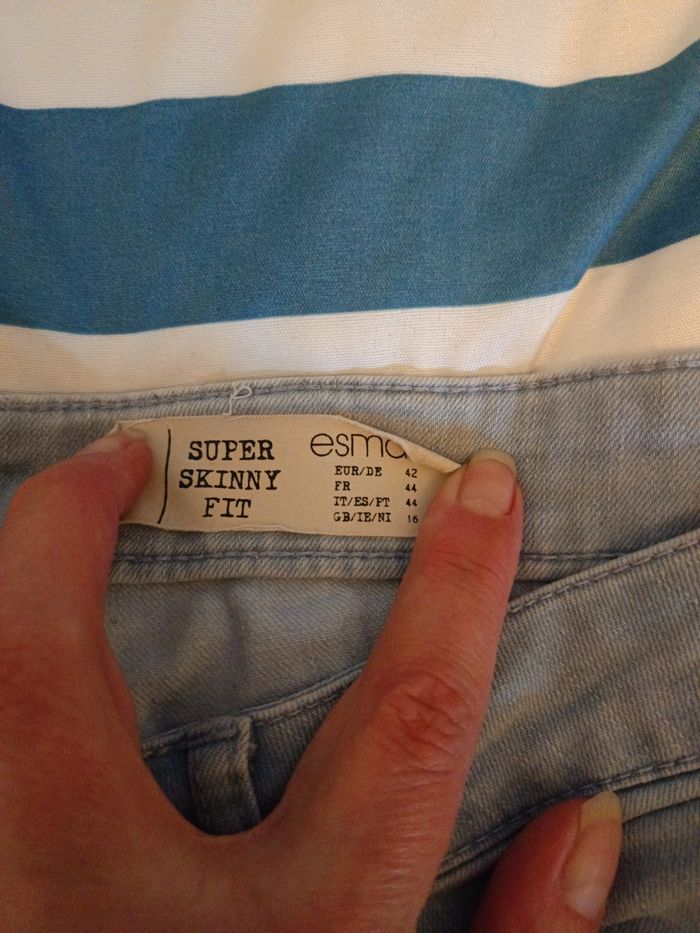 SUPER
SKINNY
FIT
esma
EUR/DE 42
FR 44
IT/ES/PT 44
GB/IE/NI 16